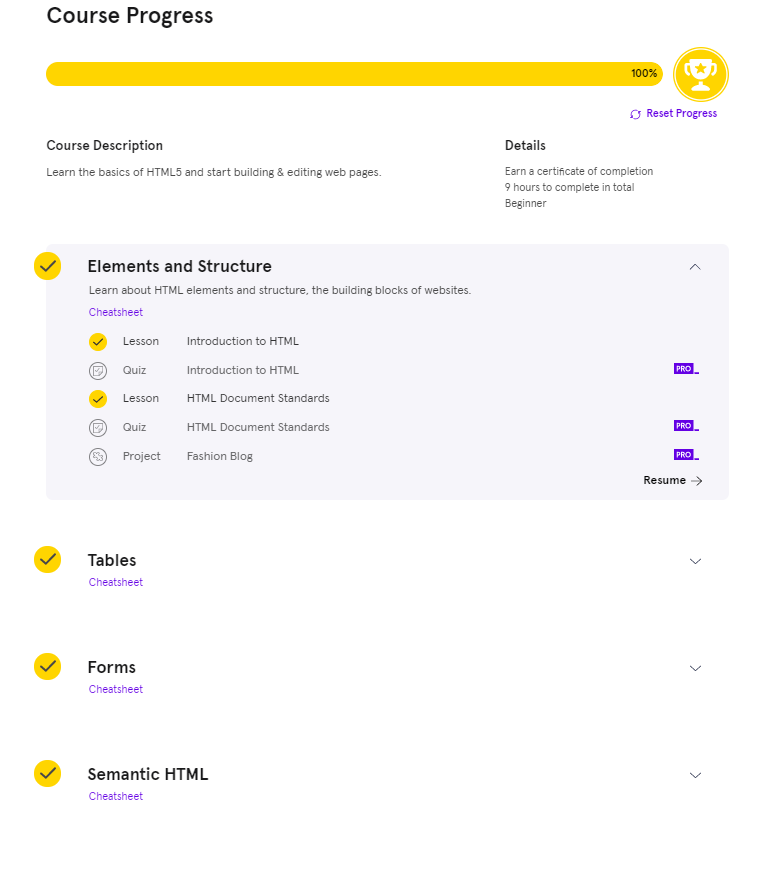 Course Progress
100%
Reset Progress
Course Description
Learn the basics of HTML5 and start building & editing web pages.
Details
Earn a certificate of completion
9 hours to complete in total
Beginner
Elements and Structure
Learn about HTML elements and structure, the building blocks of websites.
Cheatsheet
Lesson Introduction to HTML
Quiz Introduction to HTML PRO
Lesson HTML Document Standards
Quiz HTML Document Standards PRO
Project Fashion Blog PRO
Resume
Tables
Cheatsheet
Forms
Cheatsheet
Semantic HTML
Cheatsheet